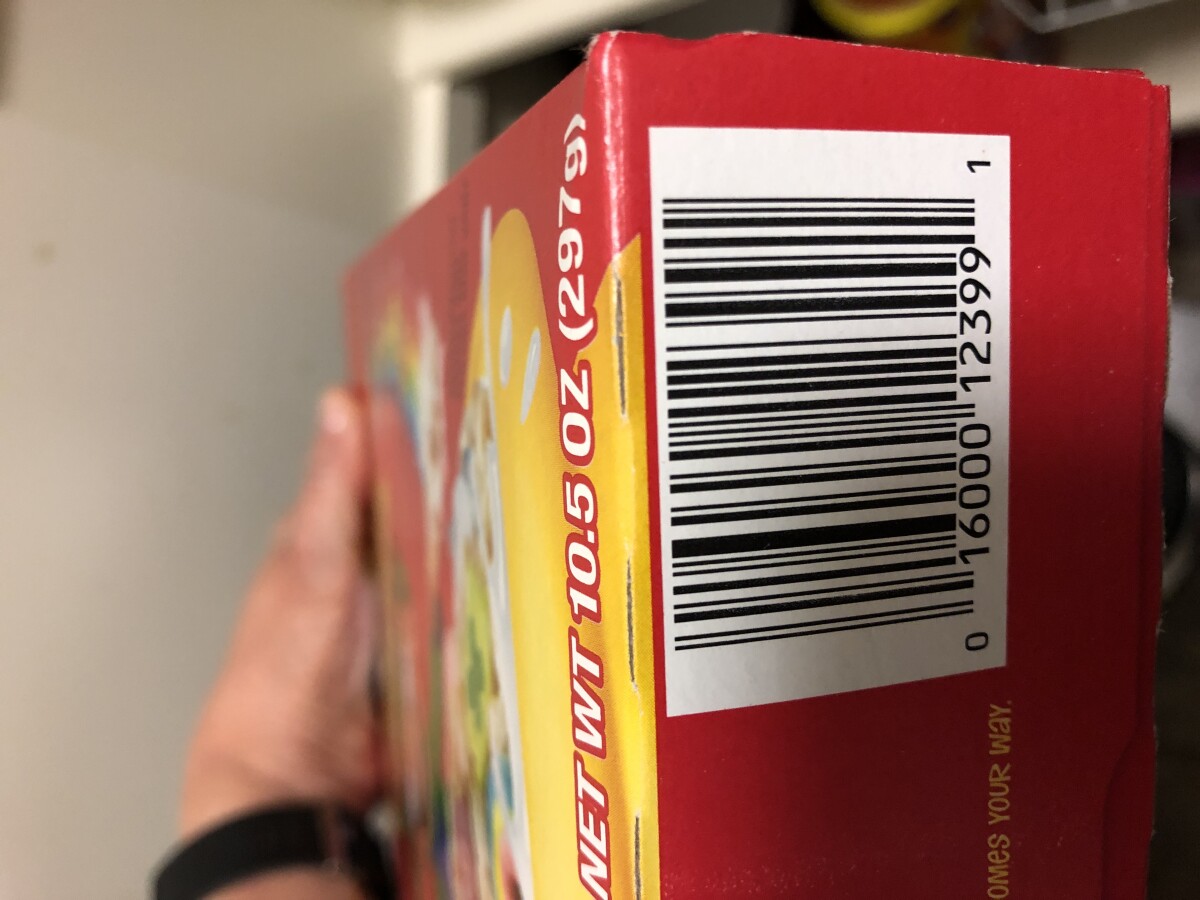 NET WT 10.5 OZ (297g)
0 16000 12399 1
OMES YOUR WAY.